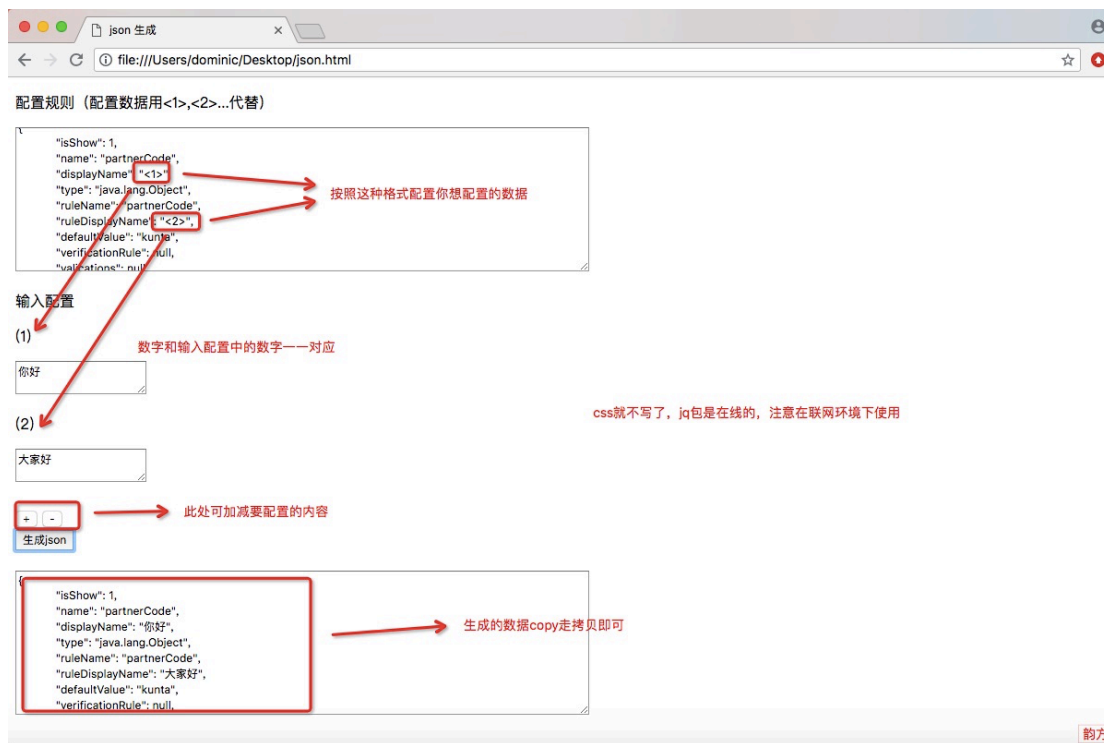 json 生成
file:///Users/dominic/Desktop/json.html
配置规则（配置数据用<1>,<2>...代替）
{
"isShow": 1,
"name": "partnerCode",
"displayName": "<1>"
"type": "java.lang.Object",
"ruleName": "partnerCode",
"ruleDisplayName": "<2>",
"defaultValue": "kunta",
"verificationRule": null,
"valications": null
按照这种格式配置你想配置的数据
输入配置
(1)
数字和输入配置中的数字一一对应
你好
css就不写了，jq包是在线的，注意在联网环境下使用
(2)
大家好
+ -
此处可加减要配置的内容
生成json
{
"isShow": 1,
"name": "partnerCode",
"displayName": "你好",
"type": "java.lang.Object",
"ruleName": "partnerCode",
"ruleDisplayName": "大家好",
"defaultValue": "kunta",
"verificationRule": null,
生成的数据copy走拷贝即可
韵方